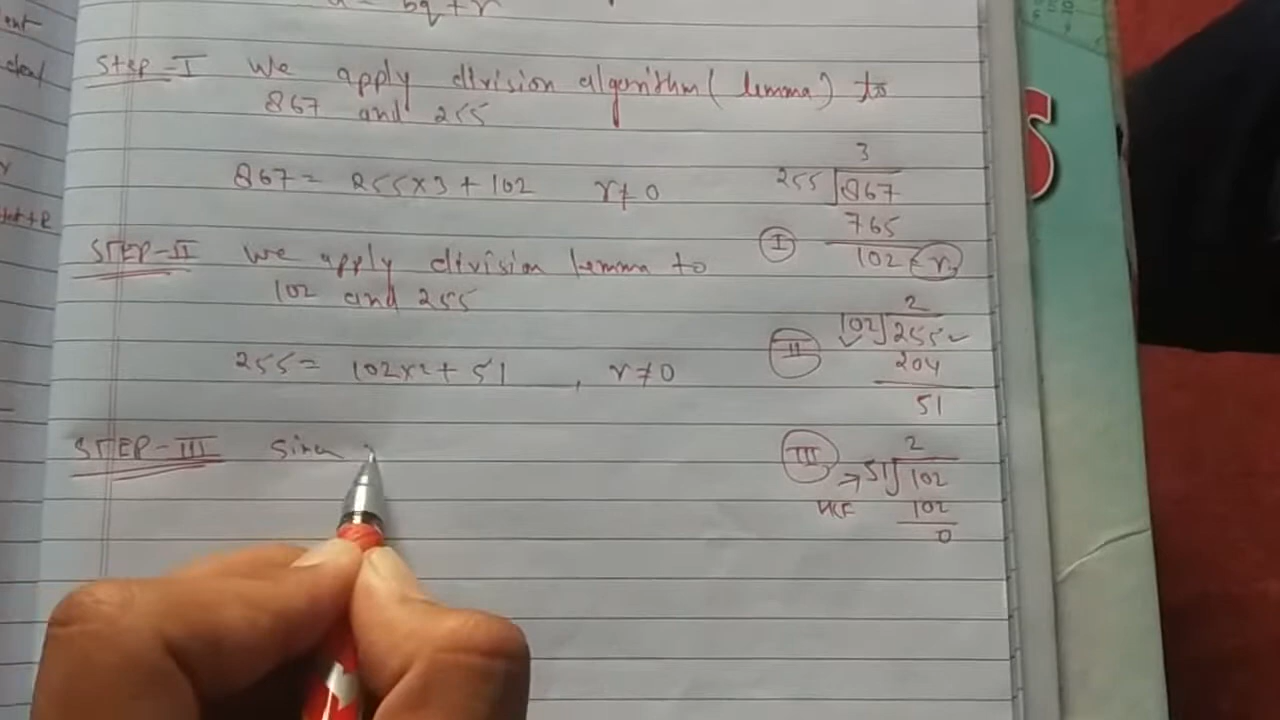 a = bq + r
Step-I We apply division algorithm (lemma) to
867 and 255
867 = 255×3 + 102 r≠0
STEP-II We apply division lemma to
102 and 255
255 = 102×2 + 51 , r≠0
STEP-III Sinc
3
255 867
765
I 102 ← r
2
102 255
II 204
51
2
III → 51 102
HCF 102
0